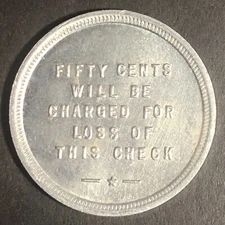 FIFTY CENTS
WILL BE
CHARGED FOR
LOSS OF
THIS CHECK